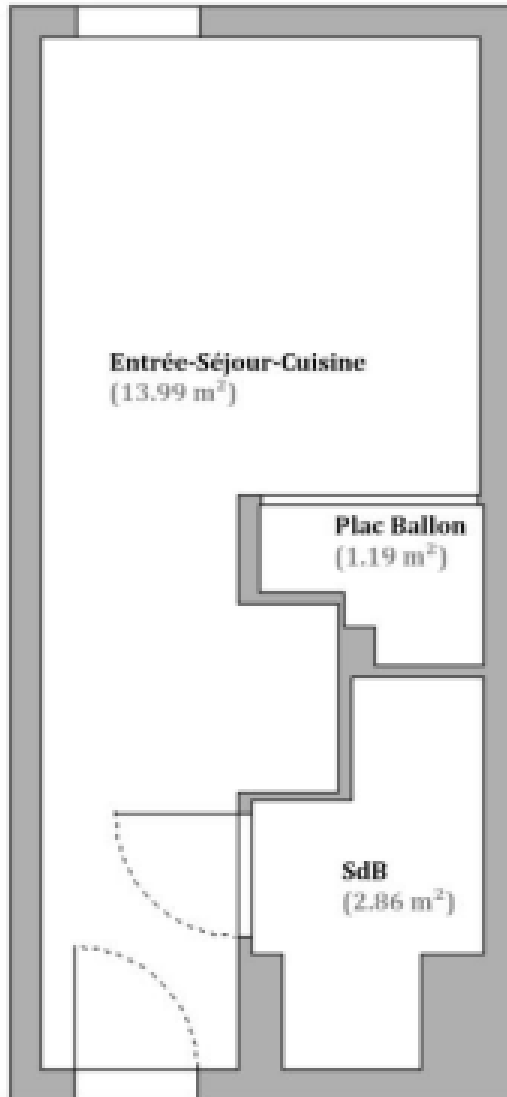 Entrée-Séjour-Cuisine
(13.99 m²)
Plac Ballon
(1.19 m²)
SdB
(2.86 m²)